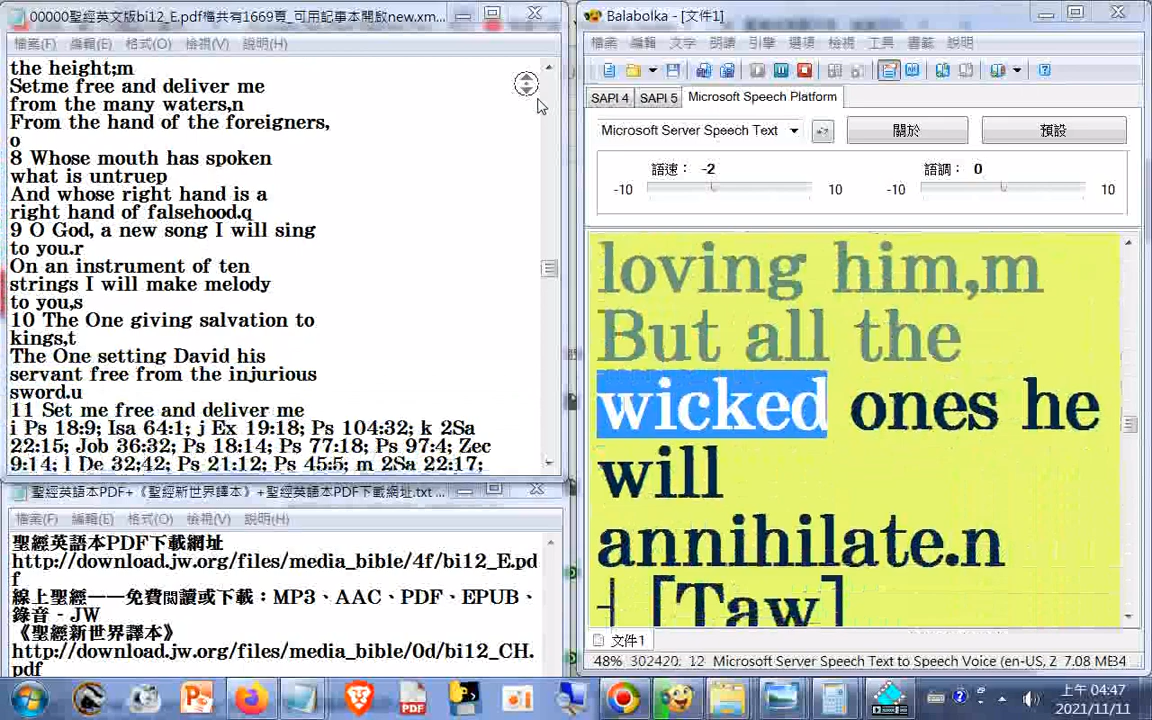 00000聖經英文版bi12_E.pdf檔共有1669頁_可用記事本開啟new.xm...
檔案(F) 編輯(E) 格式(O) 檢視(V) 說明(H)
the height;m
Setme free and deliver me
from the many waters,n
From the hand of the foreigners,
o
8 Whose mouth has spoken
what is untruep
And whose right hand is a
right hand of falsehood.q
9 O God, a new song I will sing
to you.r
On an instrument of ten
strings I will make melody
to you,s
10 The One giving salvation to
kings,t
The One setting David his
servant free from the injurious
sword.u
11 Set me free and deliver me
i Ps 18:9; Isa 64:1; j Ex 19:18; Ps 104:32; k 2Sa
22:15; Job 36:32; Ps 18:14; Ps 77:18; Ps 97:4; Zec
9:14; l De 32:42; Ps 21:12; Ps 45:5; m 2Sa 22:17;
聖經英語本PDF+《聖經新世界譯本》+聖經英語本PDF下載網址.txt ...
檔案(F) 編輯(E) 格式(O) 檢視(V) 說明(H)
聖經英語本PDF下載網址
http://download.jw.org/files/media_bible/4f/bi12_E.pd
f
線上聖經——免費閱讀或下載：MP3、AAC、PDF、EPUB、
錄音 - JW
《聖經新世界譯本》
http://download.jw.org/files/media_bible/0d/bi12_CH.
pdf
Balabolka - [文件1]
檔案 編輯 文字 朗讀 引擎 選項 檢視 工具 書籤 說明
SAPI 4 SAPI 5 Microsoft Speech Platform
Microsoft Server Speech Text 關於 預設
語速： -2 語調： 0
-10 10 -10 10
loving him,m
But all the
wicked ones he
will
annihilate.n
[Taw]
文件1
48% 302420: 12 Microsoft Server Speech Text to Speech Voice (en-US, Z 7.08 MB34
上午 04:47
2021/11/11